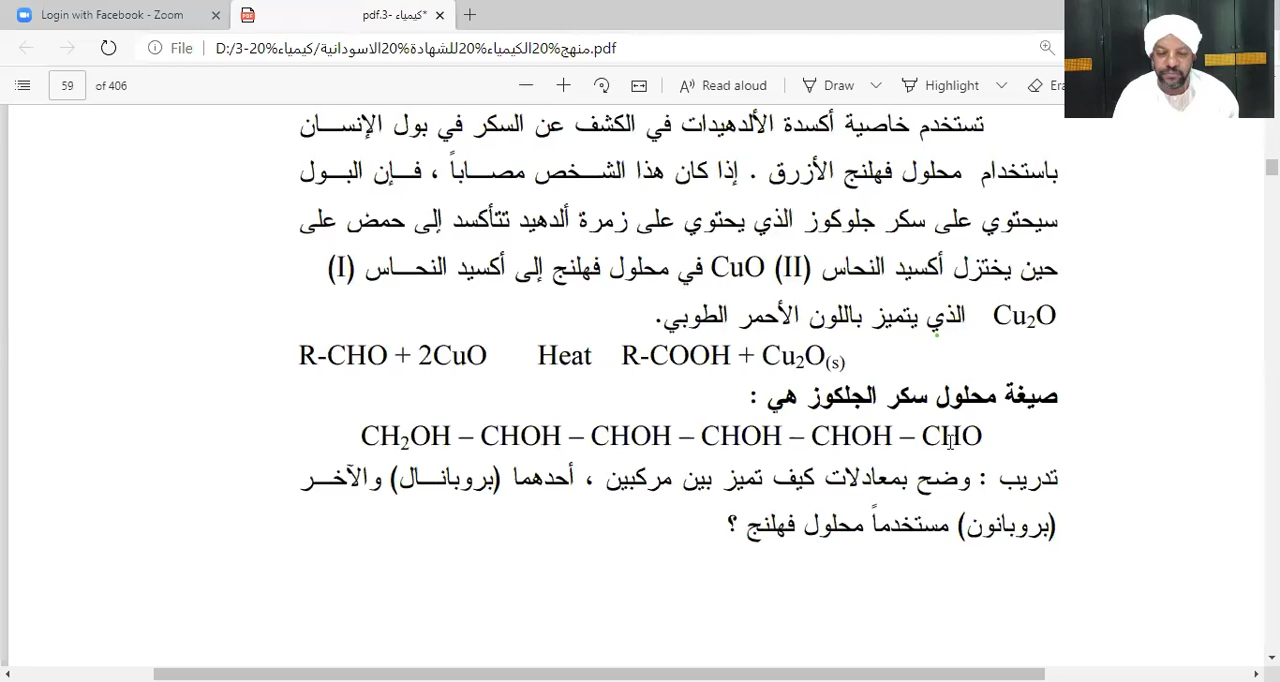 Login with Facebook - Zoom
pdf.3- كيمياء*
File
D:/3-20%كيمياء/منهج%20الكيمياء%20للشهادة%20السودانية.pdf
59 of 406
Read aloud
Draw
Highlight
Era
تستخدم خاصية أكسدة الألدهيدات في الكشف عن السكر في بول الإنسان
باستخدام محلول فهلنج الأزرق . إذا كان هذا الشخص مصاباً ، فإن البول
سيحتوي على سكر جلوكوز الذي يحتوي على زمرة ألدهيد تتأكسد إلى حمض على
حين يختزل أكسيد النحاس CuO (II) في محلول فهلنج إلى أكسيد النحاس (I)
Cu₂O الذي يتميز باللون الأحمر الطوبي.
R-CHO + 2CuO Heat R-COOH + Cu₂O(s)
صيغة محلول سكر الجلكوز هي :
CH₂OH – CHOH – CHOH – CHOH – CHOH – CHO
تدريب : وضح بمعادلات كيف تميز بين مركبين ، أحدهما (بروبانال) والآخر
(بروبانون) مستخدماً محلول فهلنج ؟